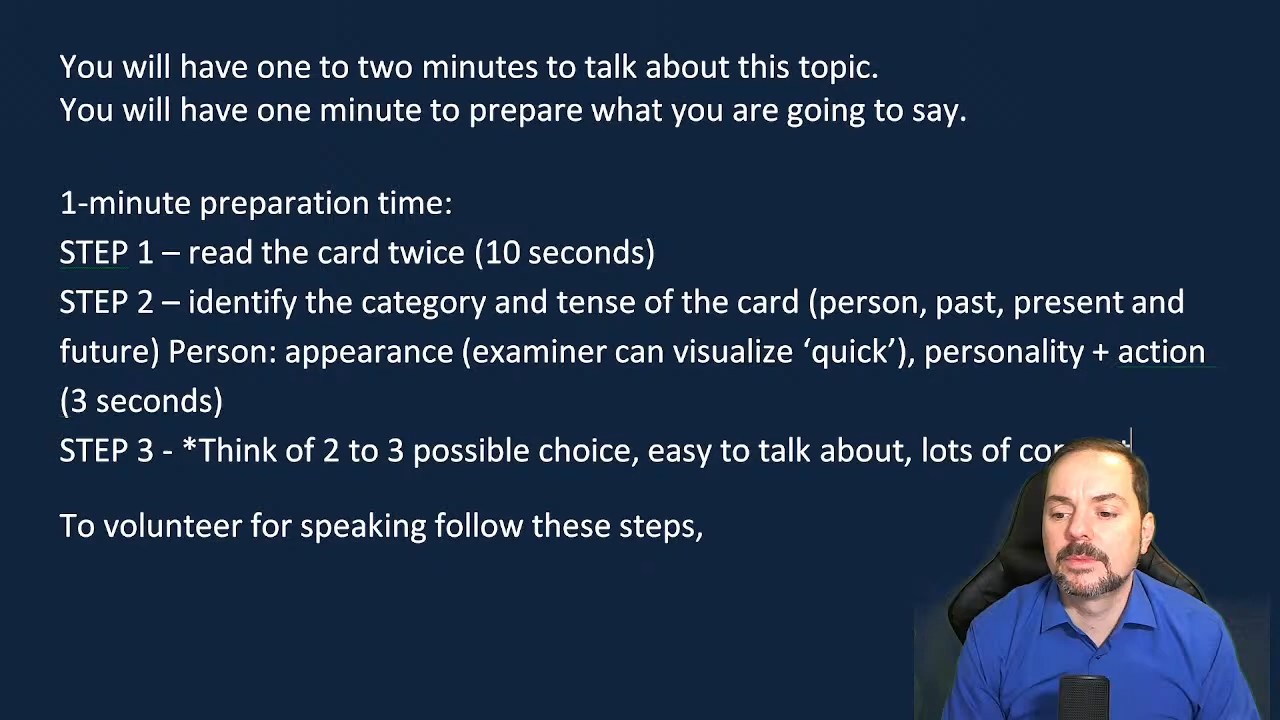 You will have one to two minutes to talk about this topic.
You will have one minute to prepare what you are going to say.
1-minute preparation time:
STEP 1 – read the card twice (10 seconds)
STEP 2 – identify the category and tense of the card (person, past, present and
future) Person: appearance (examiner can visualize ‘quick’), personality + action
(3 seconds)
STEP 3 - *Think of 2 to 3 possible choice, easy to talk about, lots of
To volunteer for speaking follow these steps,